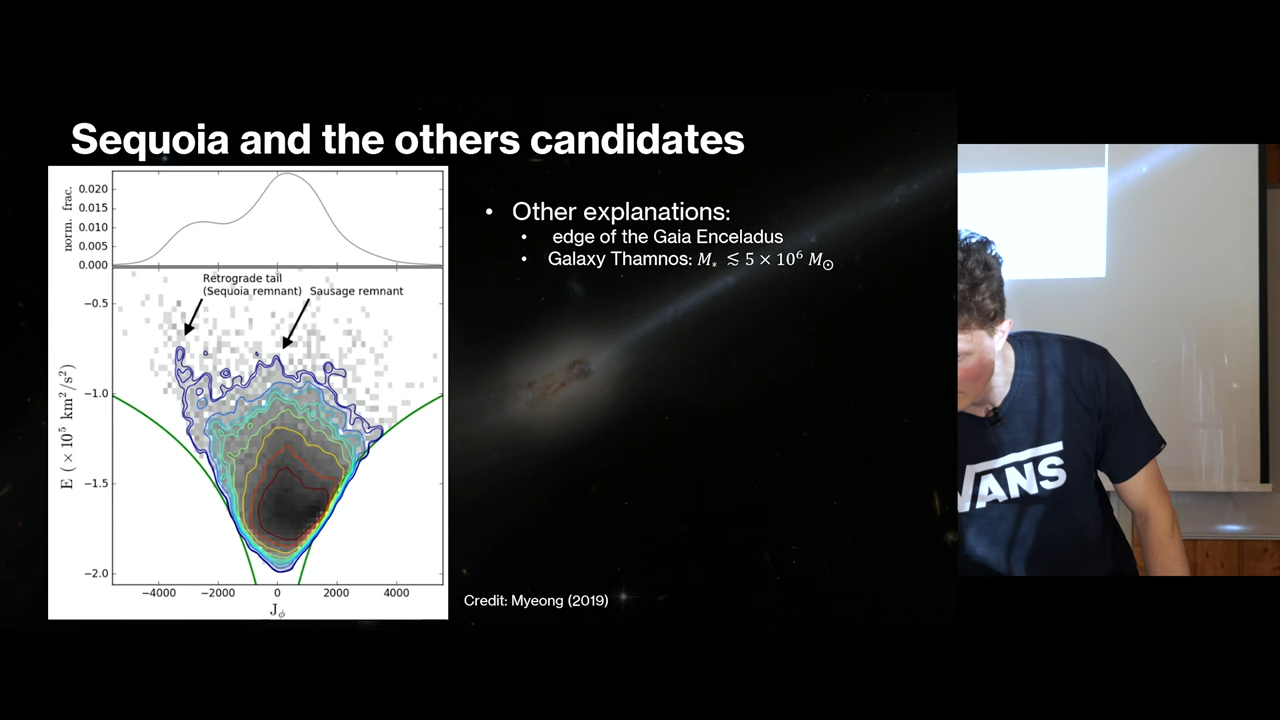 Sequoia and the others candidates
norm. frac.
0.020
0.015
0.010
0.005
0.000
Retrograde tail
(Sequoia remnant)
Sausage remnant
E ( × 10⁵ km²/s²)
−0.5
−1.0
−1.5
−2.0
−4000 −2000 0 2000 4000
J_ϕ
• Other explanations:
• edge of the Gaia Enceladus
• Galaxy Thamnos: M∗ ≲ 5 × 10⁶ M⊙
Credit: Myeong (2019)
VANS